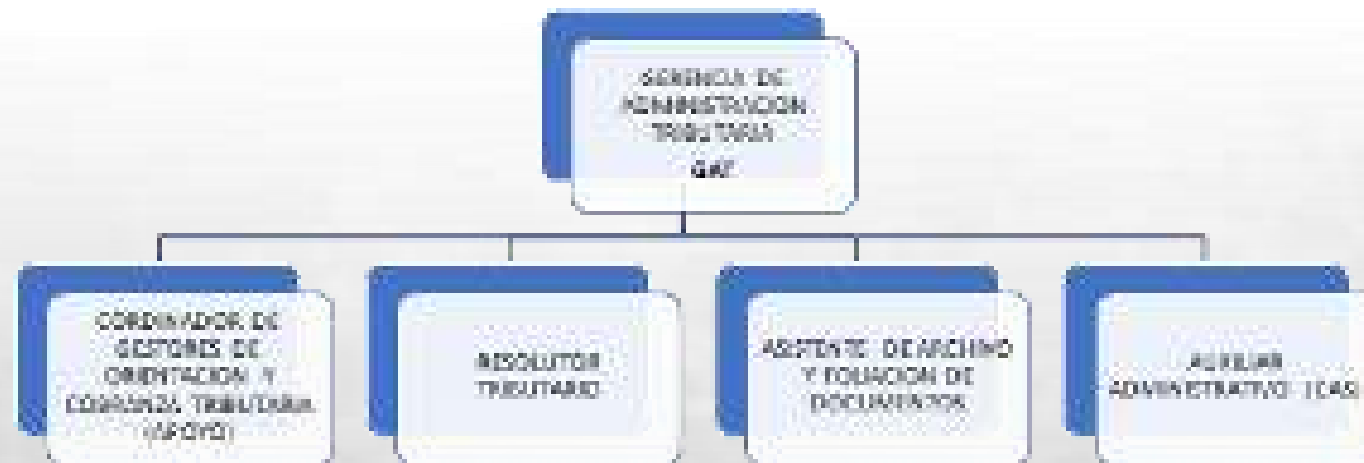 GERENCIA DE
ADMINISTRACION
TRIBUTARIA
GAT
CORDINADOR DE
GESTORES DE
ORIENTACION Y
COBRANZA TRIBUTARIA
(APOYO)
RESOLUTOR
TRIBUTARIO
ASISTENTE DE ARCHIVO
Y FOLIACION DE
DOCUMENTOS
AUXILIAR
ADMINISTRATIVO (CAS